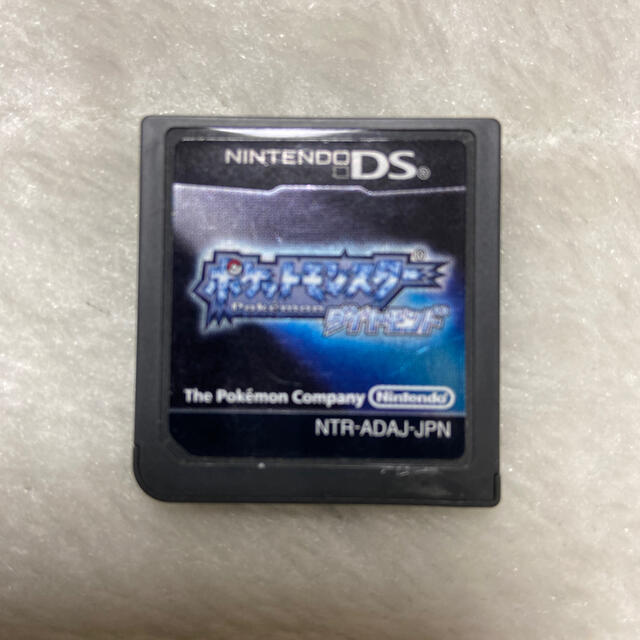 NINTENDO DS
ポケットモンスター
ダイヤモンド
The Pokémon Company Nintendo
NTR-ADAJ-JPN